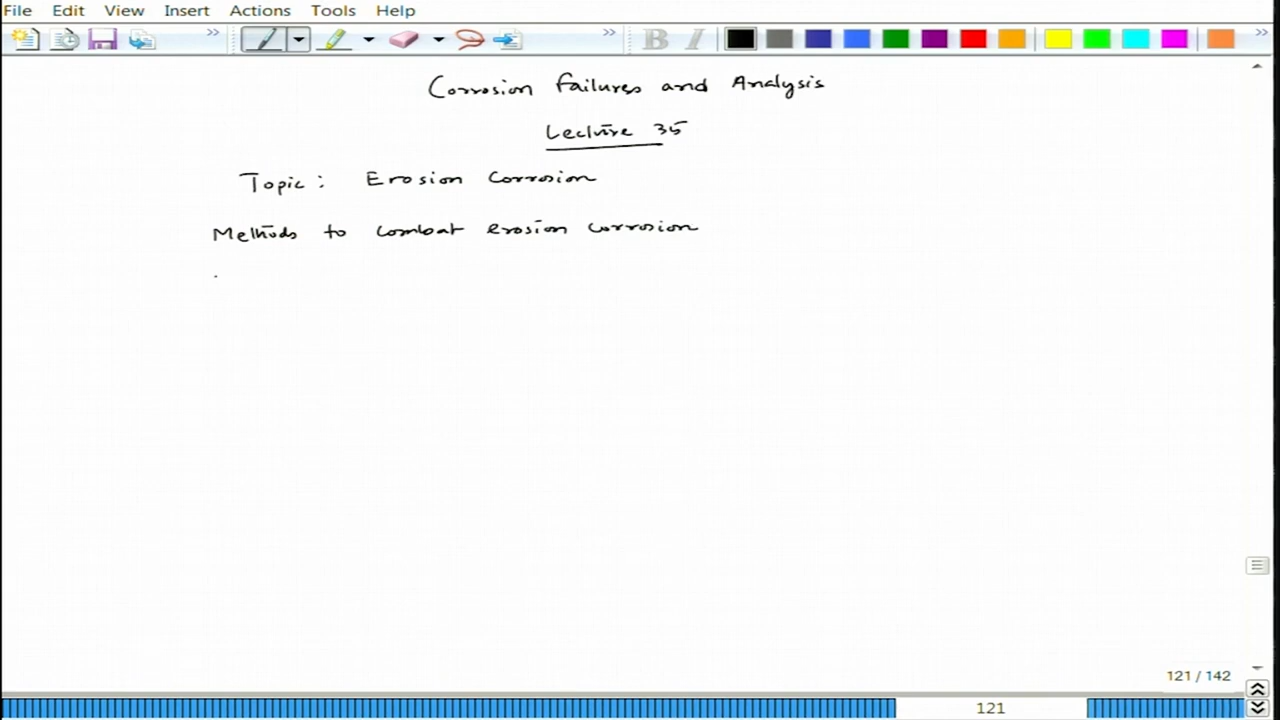 File Edit View Insert Actions Tools Help
B I
Corrosion Failures and Analysis
Lecture 35
Topic : Erosion Corrosion
Methods to combat erosion corrosion
121 / 142
121